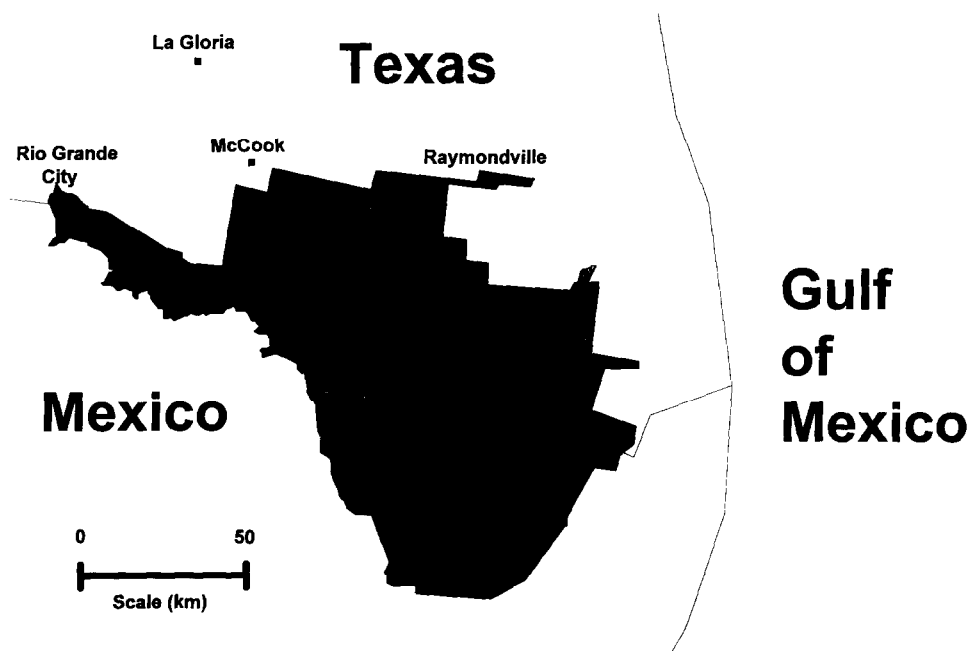 La Gloria
Texas
McCook
Raymondville
Rio Grande
City
Gulf
of
Mexico
Mexico
0 50
Scale (km)